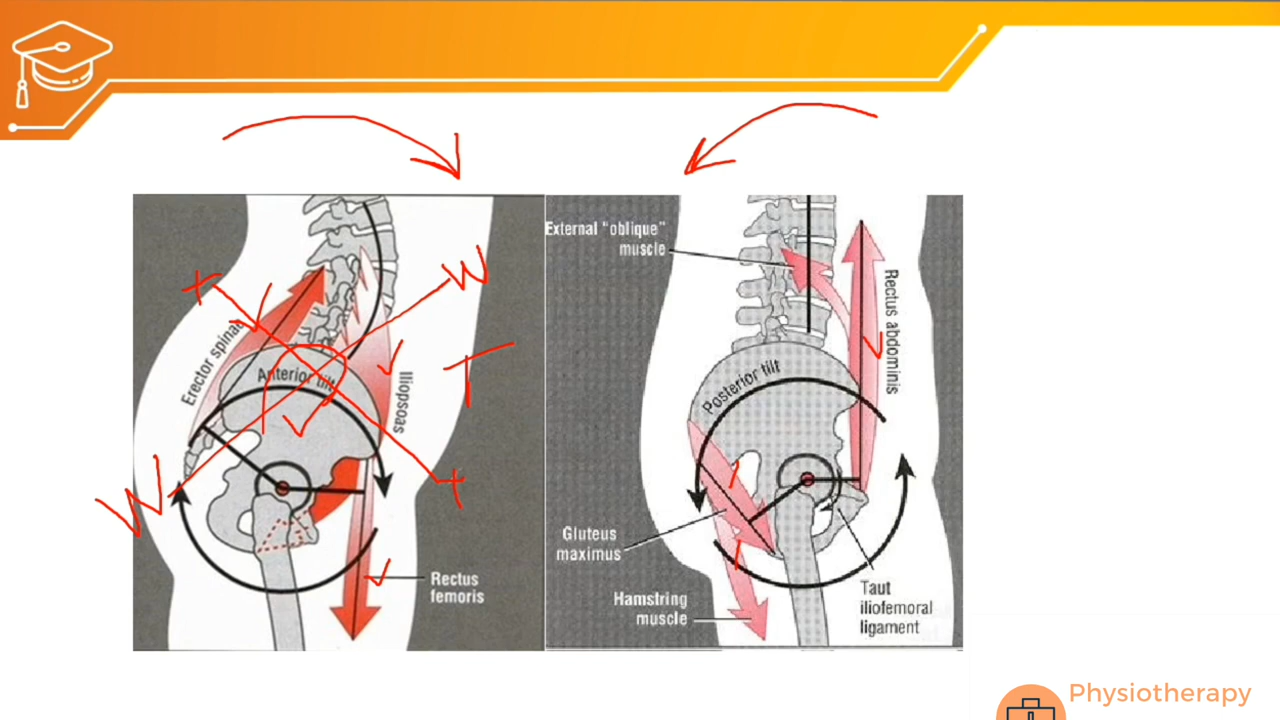 External "oblique"
muscle
Erector spinae
Anterior tilt
Iliopsoas
Rectus
femoris
Posterior tilt
Rectus abdominis
Gluteus
maximus
Hamstring
muscle
Taut
iliofemoral
ligament
+
W
T
W
+
Physiotherapy